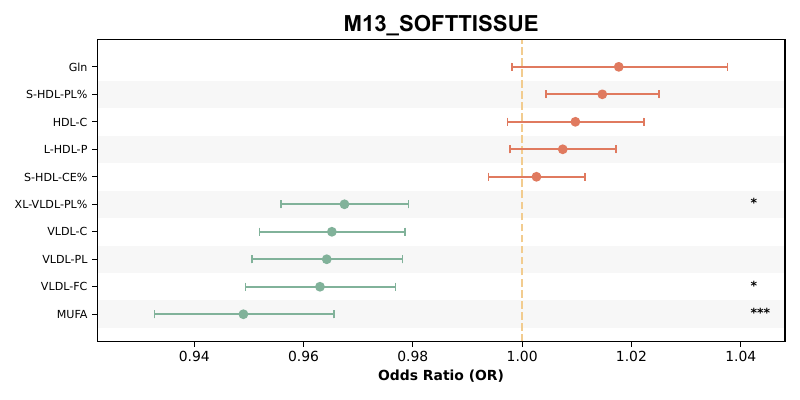 M13_SOFTTISSUE
Gln
S-HDL-PL%
HDL-C
L-HDL-P
S-HDL-CE%
XL-VLDL-PL% *
VLDL-C
VLDL-PL
VLDL-FC *
MUFA ***
0.94 0.96 0.98 1.00 1.02 1.04
Odds Ratio (OR)